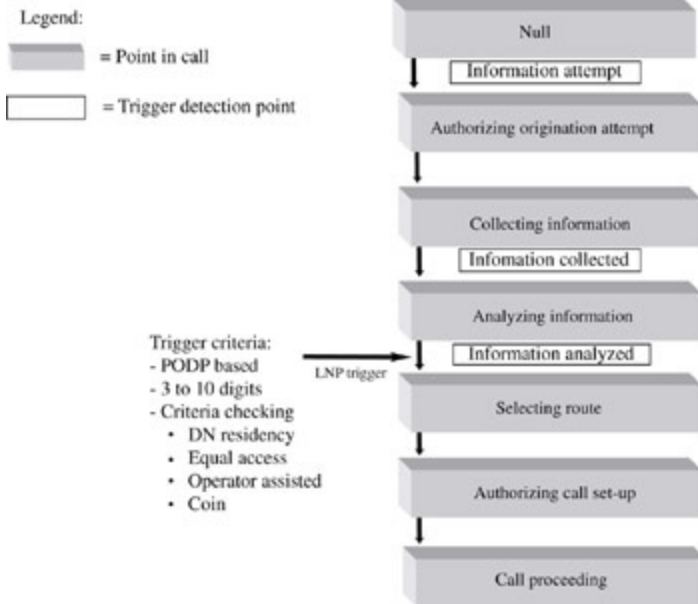 Legend:
= Point in call
= Trigger detection point
Null
Information attempt
Authorizing origination attempt
Collecting information
Infomation collected
Analyzing information
Information analyzed
Trigger criteria:
- PODP based
- 3 to 10 digits
- Criteria checking
• DN residency
• Equal access
• Operator assisted
• Coin
LNP trigger
Selecting route
Authorizing call set-up
Call proceeding